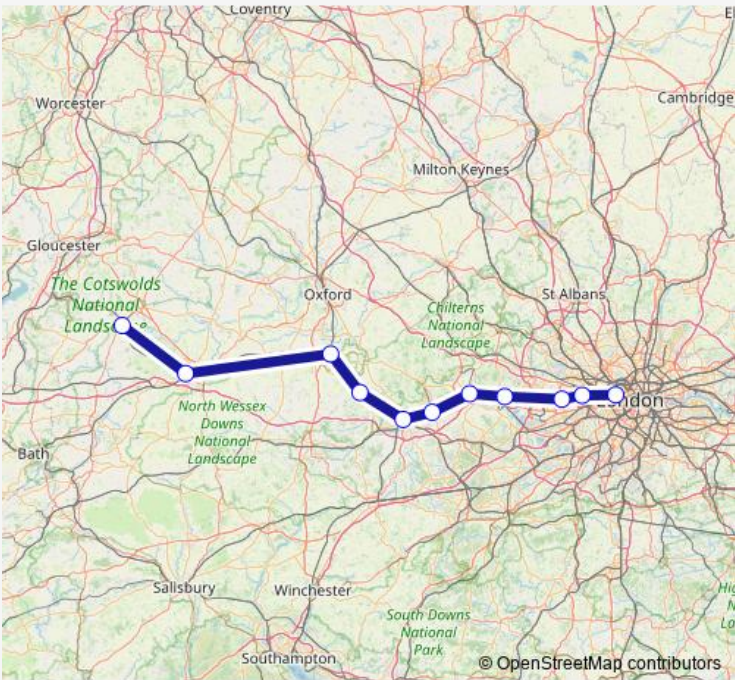 Coventry
Worcester
Cambridge
Milton Keynes
Gloucester
The Cotswolds
National
Oxford
St Albans
Chilterns
National
Landscape
North Wessex
Downs
National
Landscape
London
Bath
Salisbury
Winchester
South Downs
National
Park
Southampton
© OpenStreetMap contributors